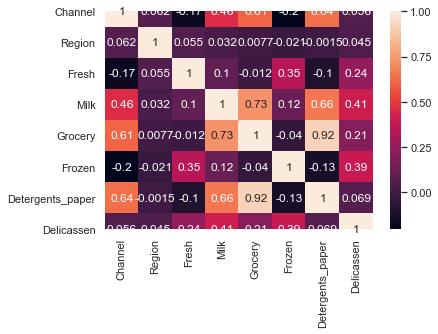 Channel 1 0.062 -0.17 0.46 0.61 -0.2 0.64 0.056
Region 0.062 1 0.055 0.032 0.0077 -0.021 -0.0015 0.045
Fresh -0.17 0.055 1 0.1 -0.012 0.35 -0.1 0.24
Milk 0.46 0.032 0.1 1 0.73 0.12 0.66 0.41
Grocery 0.61 0.0077 -0.012 0.73 1 -0.04 0.92 0.21
Frozen -0.2 -0.021 0.35 0.12 -0.04 1 -0.13 0.39
Detergents_paper 0.64 -0.0015 -0.1 0.66 0.92 -0.13 1 0.069
Delicassen 0.056 0.045 0.24 0.41 0.21 0.39 0.069 1
Channel
Region
Fresh
Milk
Grocery
Frozen
Detergents_paper
Delicassen
1.00
0.75
0.50
0.25
0.00